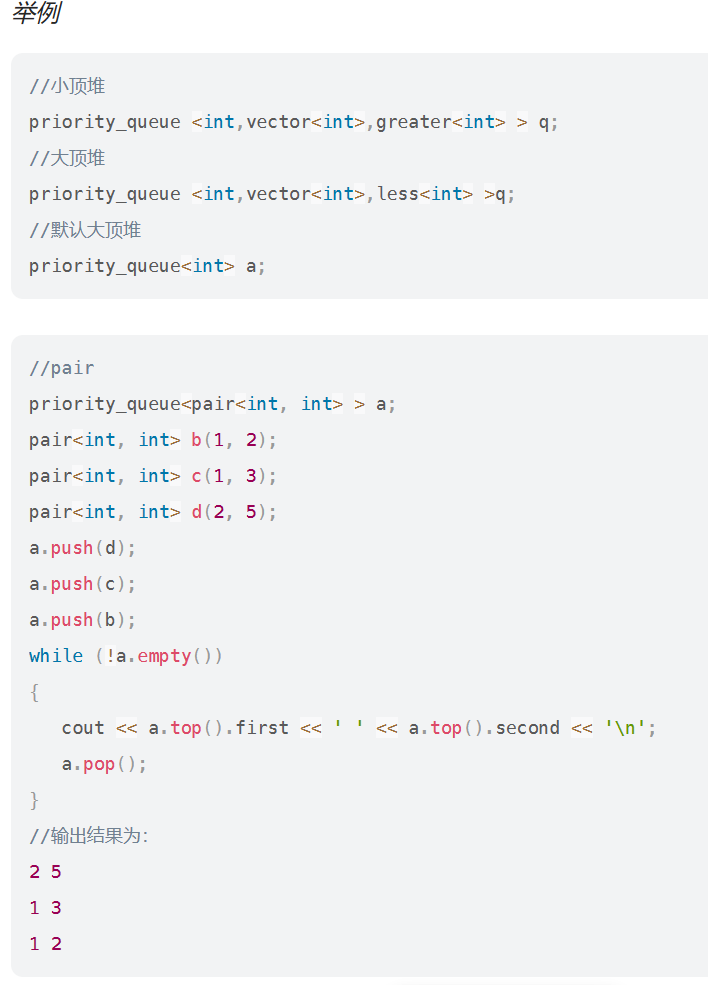 举例
//小顶堆
priority_queue <int,vector<int>,greater<int> > q;
//大顶堆
priority_queue <int,vector<int>,less<int> >q;
//默认大顶堆
priority_queue<int> a;
//pair
priority_queue<pair<int, int> > a;
pair<int, int> b(1, 2);
pair<int, int> c(1, 3);
pair<int, int> d(2, 5);
a.push(d);
a.push(c);
a.push(b);
while (!a.empty())
{
   cout << a.top().first << ' ' << a.top().second << '\n';
   a.pop();
}
//输出结果为:
2 5
1 3
1 2